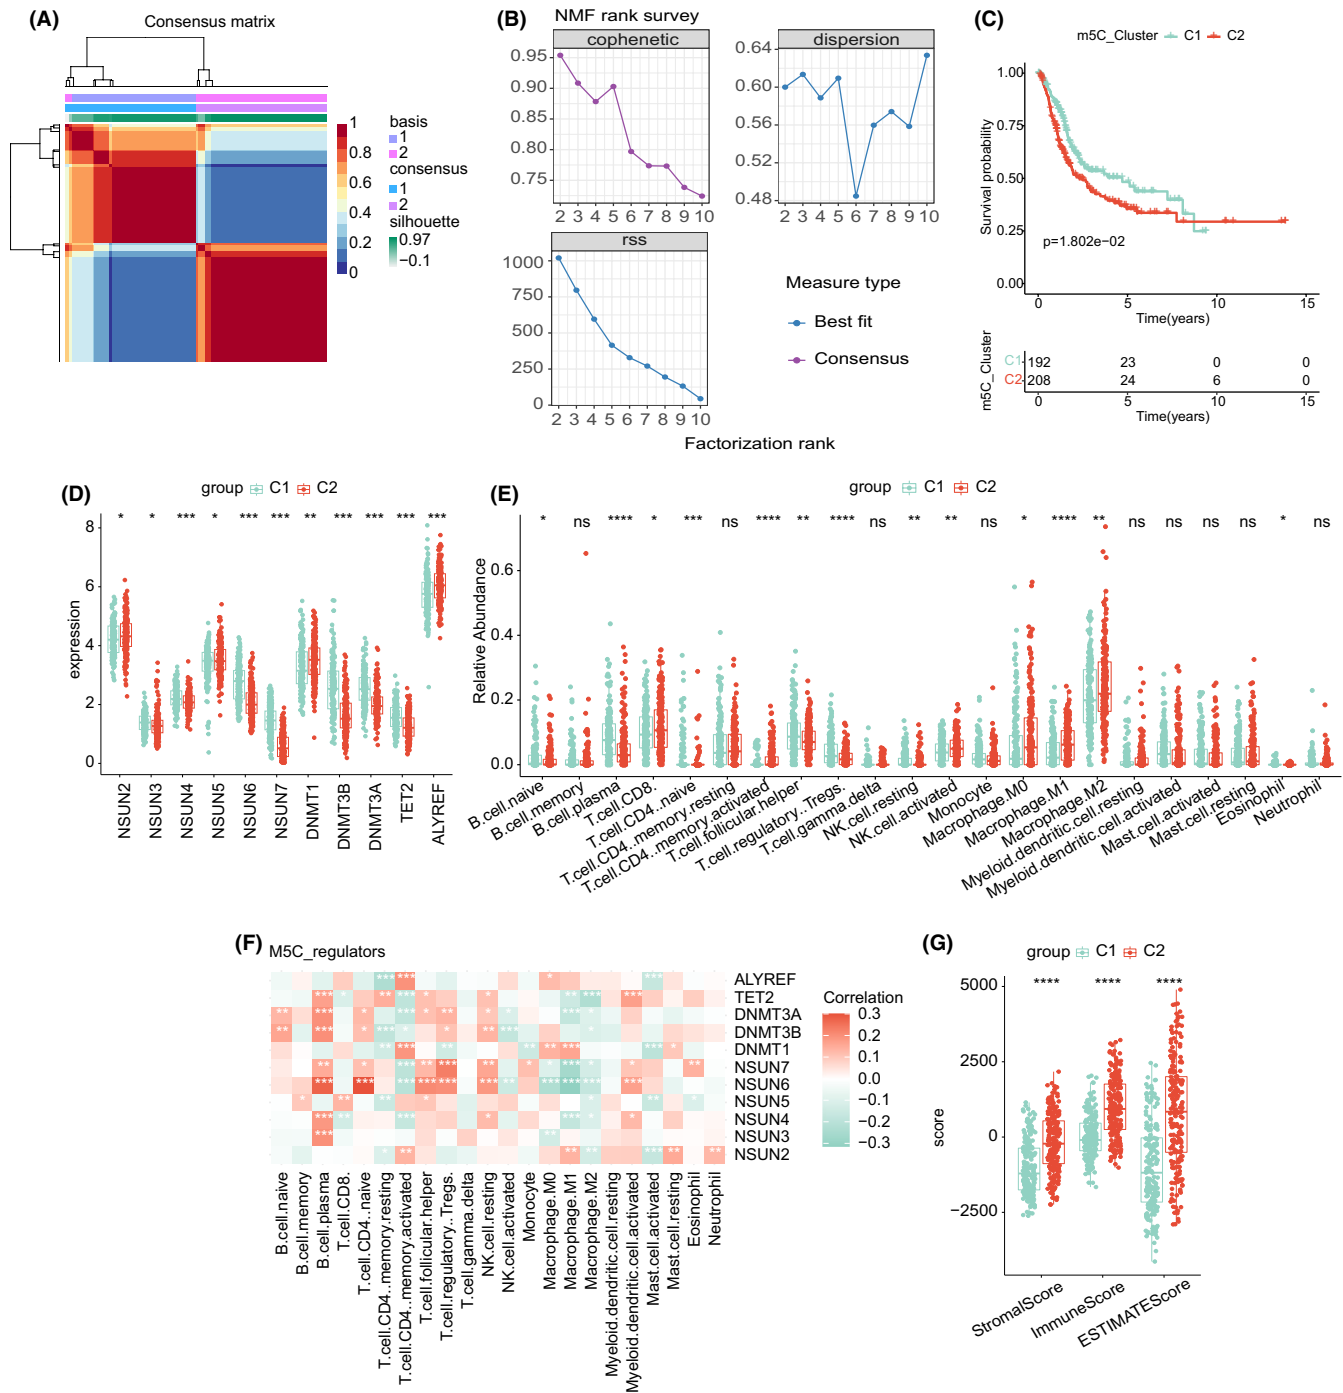 (A)
Consensus matrix
basis
1
2
consensus
1
2
silhouette
0.97
−0.1
1
0.8
0.6
0.4
0.2
0
(B)
NMF rank survey
cophenetic
0.95
0.90
0.85
0.80
0.75
2 3 4 5 6 7 8 9 10
dispersion
0.64
0.60
0.56
0.52
0.48
2 3 4 5 6 7 8 9 10
rss
1000
750
500
250
0
2 3 4 5 6 7 8 9 10
Measure type
Best fit
Consensus
Factorization rank
(C)
m5C_Cluster C1 C2
Survival probability
1.00
0.75
0.50
0.25
0.00
p=1.802e−02
0 5 10 15
Time(years)
m5C_Cluster
C1 192 23 0 0
C2 208 24 6 0
0 5 10 15
Time(years)
(D)
group C1 C2
* * *** * *** *** ** *** *** *** ***
expression
8
6
4
2
0
NSUN2
NSUN3
NSUN4
NSUN5
NSUN6
NSUN7
DNMT1
DNMT3B
DNMT3A
TET2
ALYREF
(E)
group C1 C2
* ns **** * *** ns **** ** **** ns ** ** ns * **** ** ns ns ns ns * ns
Relative Abundance
0.6
0.4
0.2
0.0
B.cell.naive
B.cell.memory
B.cell.plasma
T.cell.CD8.
T.cell.CD4..naive
T.cell.CD4..memory.resting
T.cell.CD4..memory.activated
T.cell.follicular.helper
T.cell.regulatory..Tregs.
T.cell.gamma.delta
NK.cell.resting
NK.cell.activated
Monocyte
Macrophage.M0
Macrophage.M1
Macrophage.M2
Myeloid.dendritic.cell.resting
Myeloid.dendritic.cell.activated
Mast.cell.activated
Mast.cell.resting
Eosinophil
Neutrophil
(F)
M5C_regulators
ALYREF
TET2
DNMT3A
DNMT3B
DNMT1
NSUN7
NSUN6
NSUN5
NSUN4
NSUN3
NSUN2
Correlation
0.3
0.2
0.1
0.0
−0.1
−0.2
−0.3
B.cell.naive
B.cell.memory
B.cell.plasma
T.cell.CD8.
T.cell.CD4..naive
T.cell.CD4..memory.resting
T.cell.CD4..memory.activated
T.cell.follicular.helper
T.cell.regulatory..Tregs.
T.cell.gamma.delta
NK.cell.resting
NK.cell.activated
Monocyte
Macrophage.M0
Macrophage.M1
Macrophage.M2
Myeloid.dendritic.cell.resting
Myeloid.dendritic.cell.activated
Mast.cell.activated
Mast.cell.resting
Eosinophil
Neutrophil
(G)
group C1 C2
**** **** ****
score
5000
2500
0
−2500
StromalScore
ImmuneScore
ESTIMATEScore